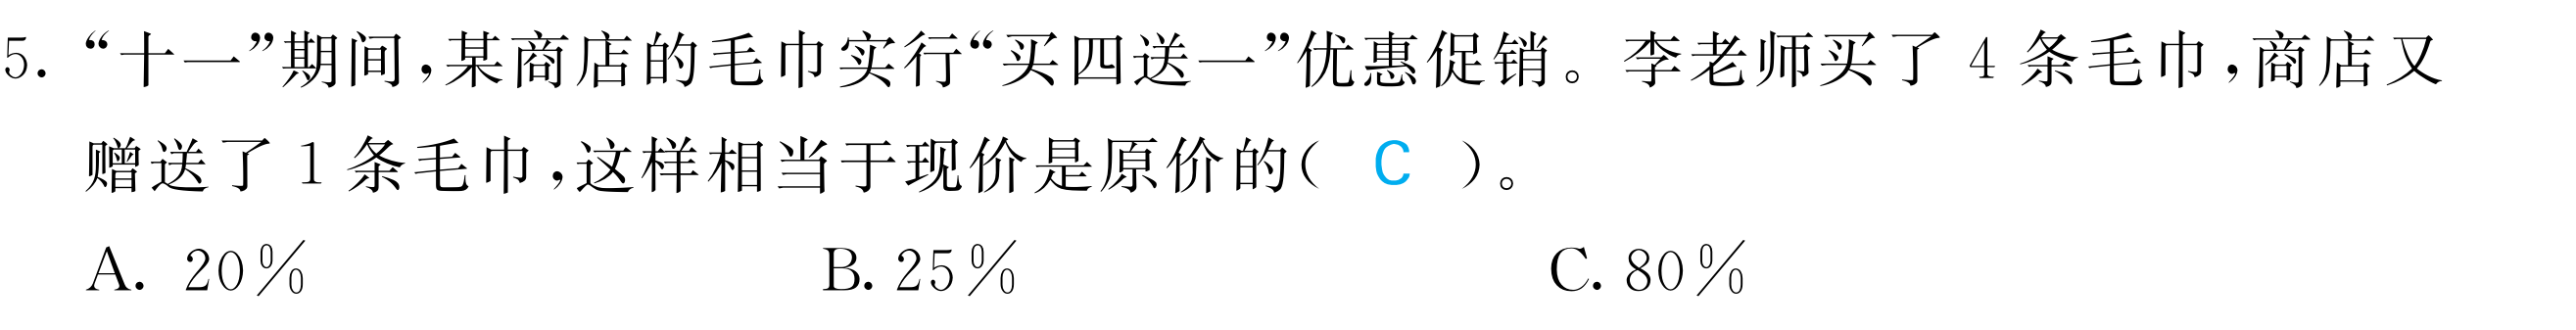 5. “十一”期间,某商店的毛巾实行“买四送一”优惠促销。李老师买了 4 条毛巾,商店又
赠送了 1 条毛巾,这样相当于现价是原价的( C )。
A. 20% B. 25% C. 80%